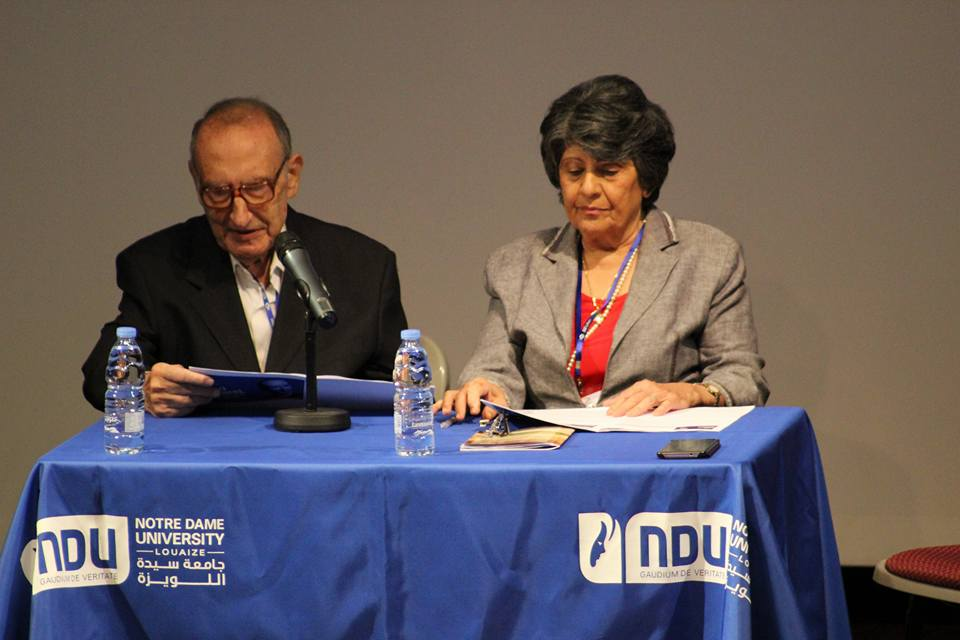 NDU
GAUDIUM DE VERITATE
NOTRE DAME
UNIVERSITY
LOUAIZE
جامعة سيدة
اللويزة
NDU
GAUDIUM DE VERITATE